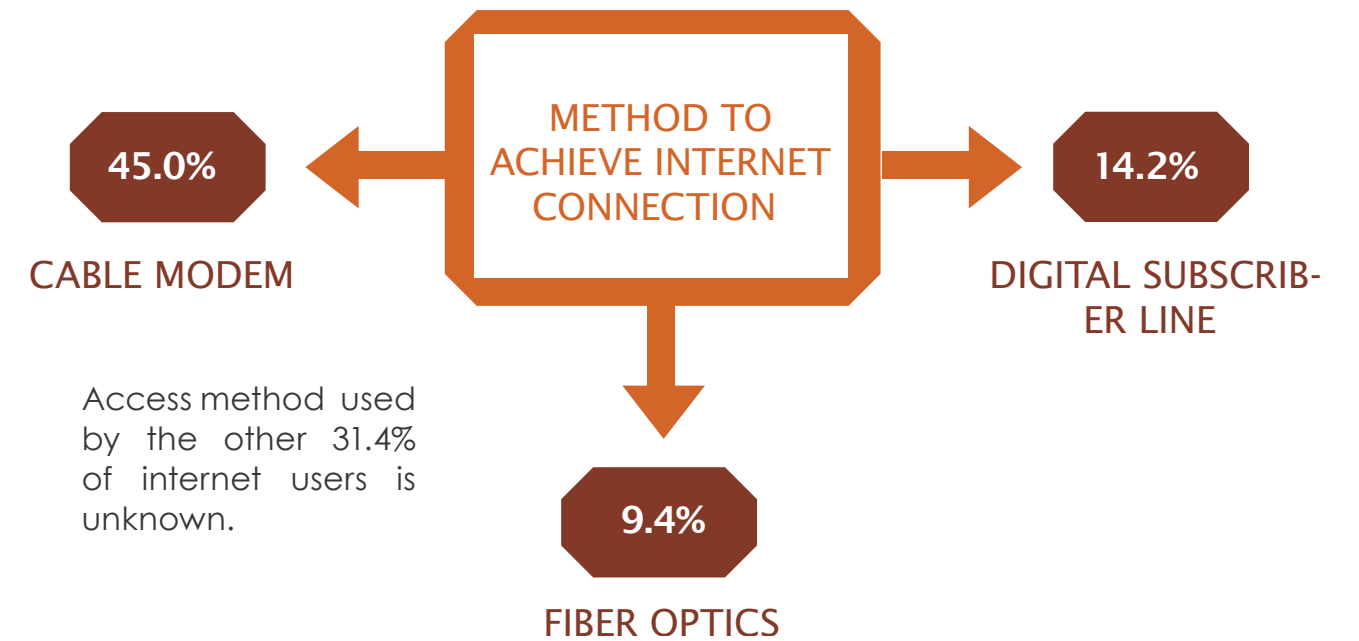 METHOD TO
ACHIEVE INTERNET
CONNECTION
45.0%
CABLE MODEM
14.2%
DIGITAL SUBSCRIB-
ER LINE
Access method used
by the other 31.4%
of internet users is
unknown.
9.4%
FIBER OPTICS